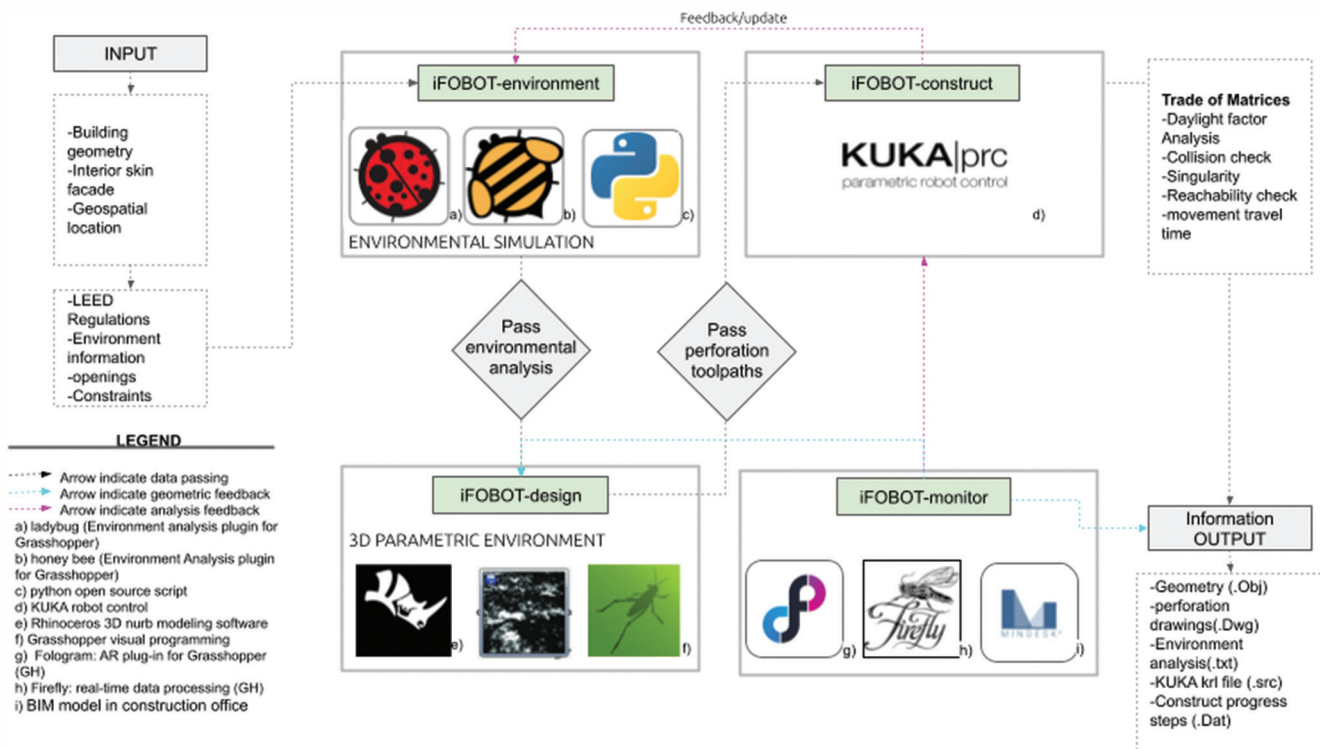 Feedback/update
INPUT
-Building
geometry
-Interior skin
facade
-Geospatial
location
-LEED
Regulations
-Environment
information
-openings
-Constraints
iFOBOT-environment
a)
b)
c)
ENVIRONMENTAL SIMULATION
iFOBOT-construct
KUKA|prc
parametric robot control
d)
Trade of Matrices
-Daylight factor
Analysis
-Collision check
-Singularity
-Reachability check
-movement travel
time
Pass
environmental
analysis
Pass
perforation
toolpaths
LEGEND
Arrow indicate data passing
Arrow indicate geometric feedback
Arrow indicate analysis feedback
a) ladybug (Environment analysis plugin for
Grasshopper)
b) honey bee (Environment Analysis plugin
for Grasshopper)
c) python open source script
d) KUKA robot control
e) Rhinoceros 3D nurb modeling software
f) Grasshopper visual programming
g) Fologram: AR plug-in for Grasshopper
(GH)
h) Firefly: real-time data processing (GH)
i) BIM model in construction office
iFOBOT-design
3D PARAMETRIC ENVIRONMENT
e)
f)
iFOBOT-monitor
g)
Firefly
h)
MINDESK
i)
Information
OUTPUT
-Geometry (.Obj)
-perforation
drawings(.Dwg)
-Environment
analysis(.txt)
-KUKA krl file (.src)
-Construct progress
steps (.Dat)